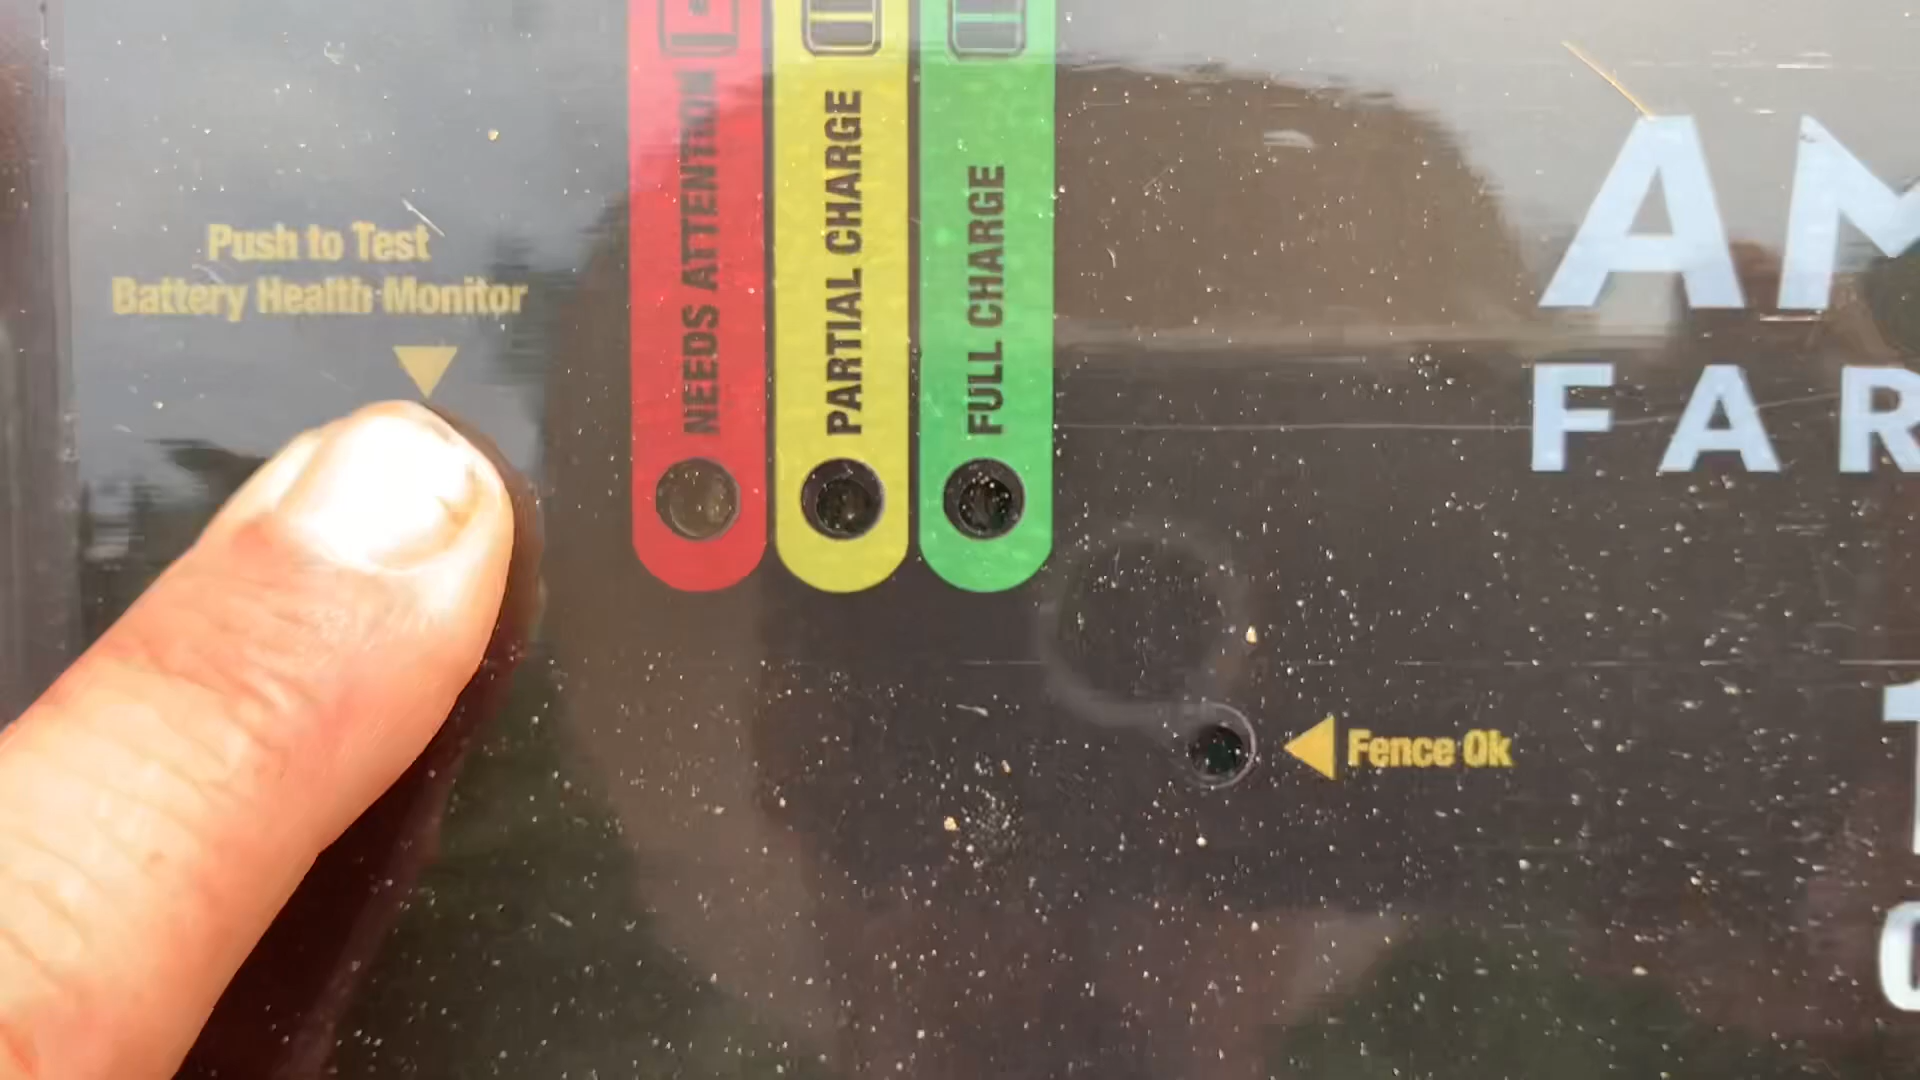 Push to Test
Battery Health Monitor
NEEDS ATTENTION
PARTIAL CHARGE
FULL CHARGE
Fence Ok
AM
FAR